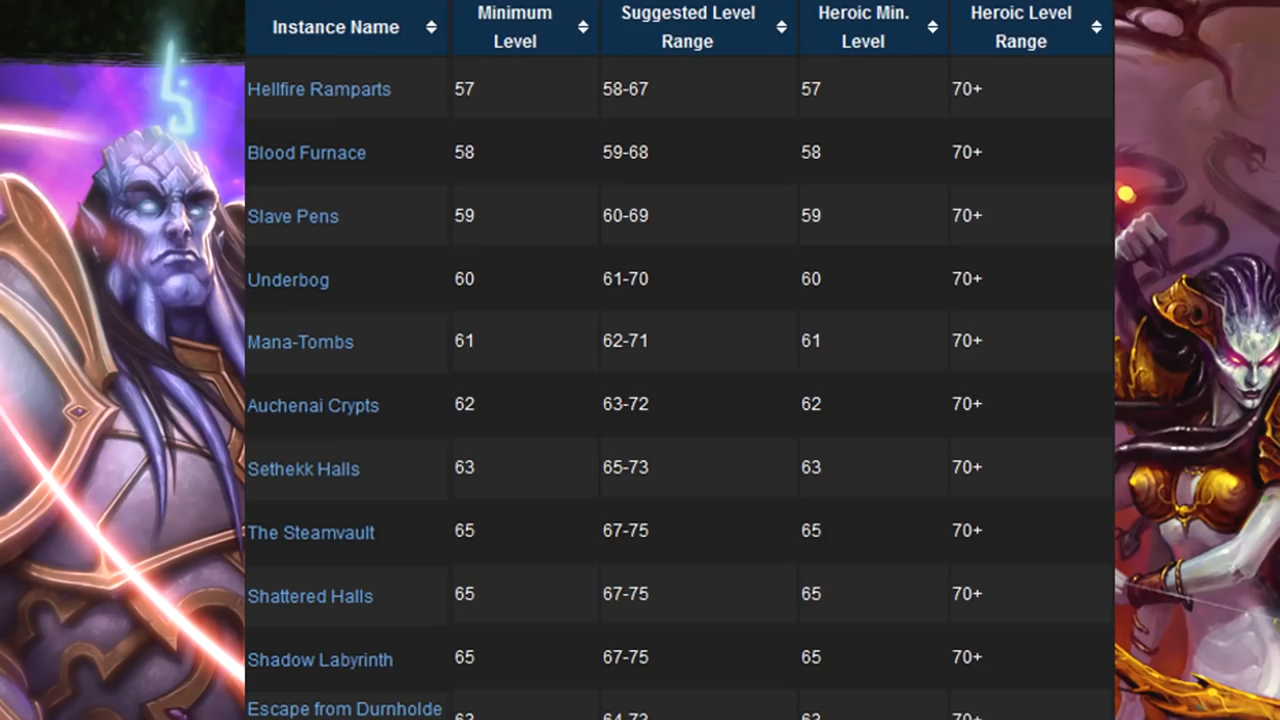 Instance Name Minimum Level Suggested Level Range Heroic Min. Level Heroic Level Range
Hellfire Ramparts 57 58-67 57 70+
Blood Furnace 58 59-68 58 70+
Slave Pens 59 60-69 59 70+
Underbog 60 61-70 60 70+
Mana-Tombs 61 62-71 61 70+
Auchenai Crypts 62 63-72 62 70+
Sethekk Halls 63 65-73 63 70+
The Steamvault 65 67-75 65 70+
Shattered Halls 65 67-75 65 70+
Shadow Labyrinth 65 67-75 65 70+
Escape from Durnholde